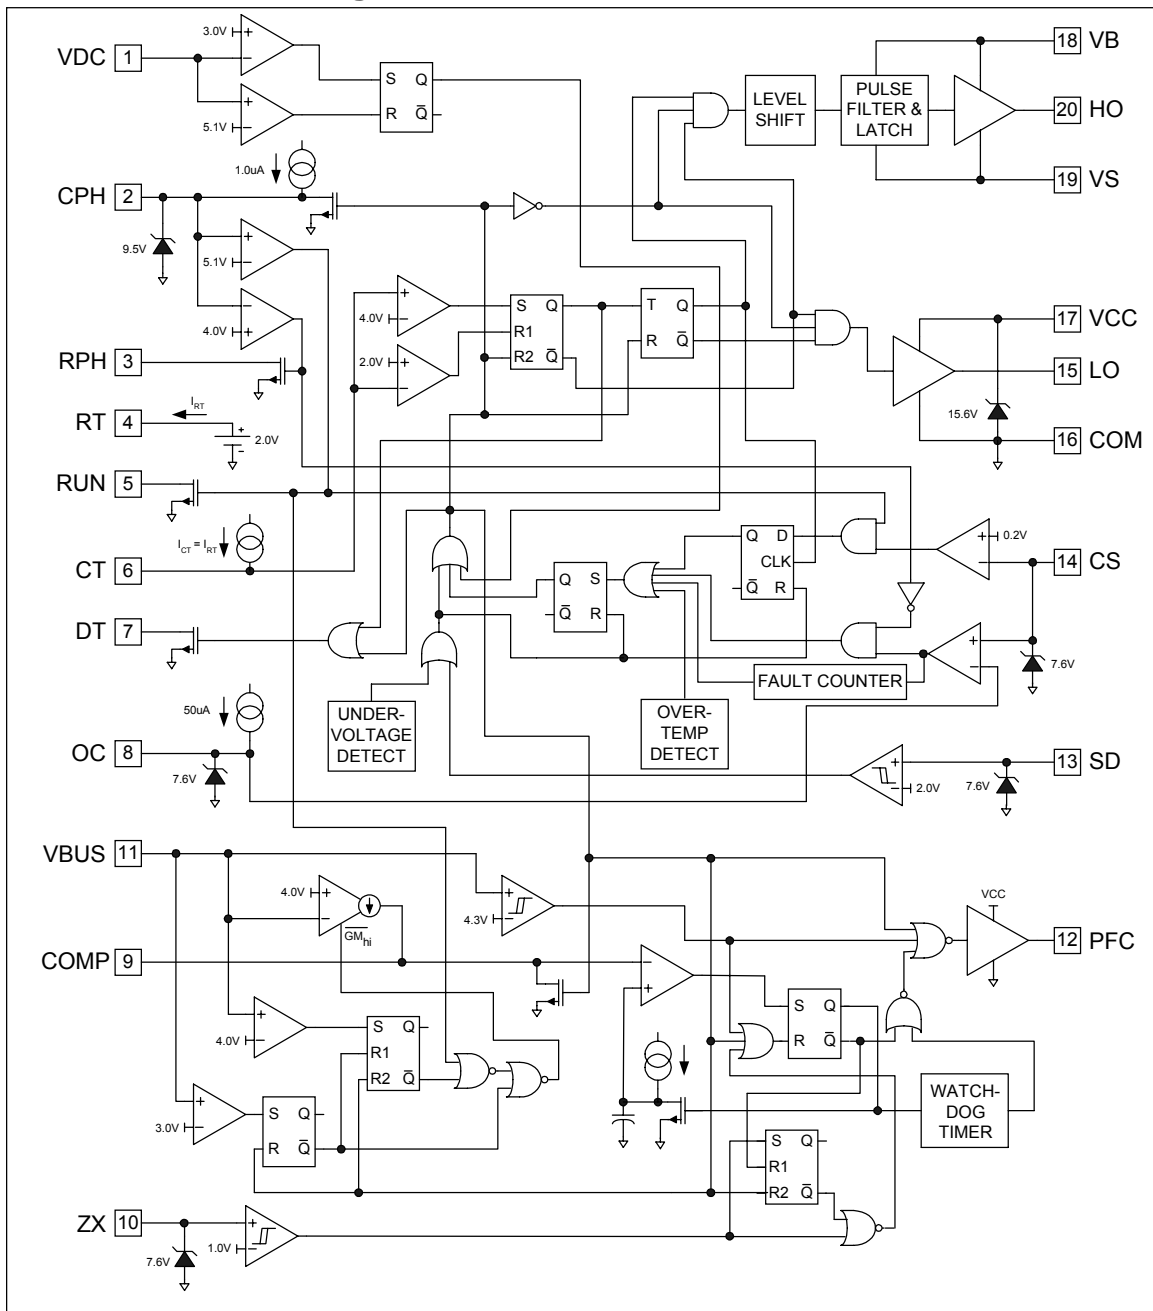 VDC 1
3.0V + −
+ − 5.1V
S Q
R Q̅
1.0uA
CPH 2
9.5V
+ − 5.1V
− + 4.0V
RPH 3
RT 4
I_RT
+ − 2.0V
RUN 5
I_CT = I_RT
CT 6
DT 7
50uA
OC 8
7.6V
+ − 4.0V
2.0V + −
S Q
R1
R2 Q̅
T Q
R Q̅
LEVEL
SHIFT
PULSE
FILTER &
LATCH
18 VB
20 HO
19 VS
17 VCC
15 LO
15.6V
16 COM
Q D
CLK
Q̅ R
Q S
Q̅ R
+ − 0.2V
14 CS
+ −
7.6V
FAULT COUNTER
UNDER-
VOLTAGE
DETECT
OVER-
TEMP
DETECT
+ − 2.0V
7.6V
13 SD
VBUS 11
4.0V + −
G̅M̅hi
4.3V + −
COMP 9
− +
4.0V + −
S Q
R1
R2 Q̅
3.0V + −
S Q
R Q̅
S Q
R Q̅
VCC
12 PFC
WATCH-
DOG
TIMER
S Q
R1
R2 Q̅
ZX 10
7.6V
1.0V + −